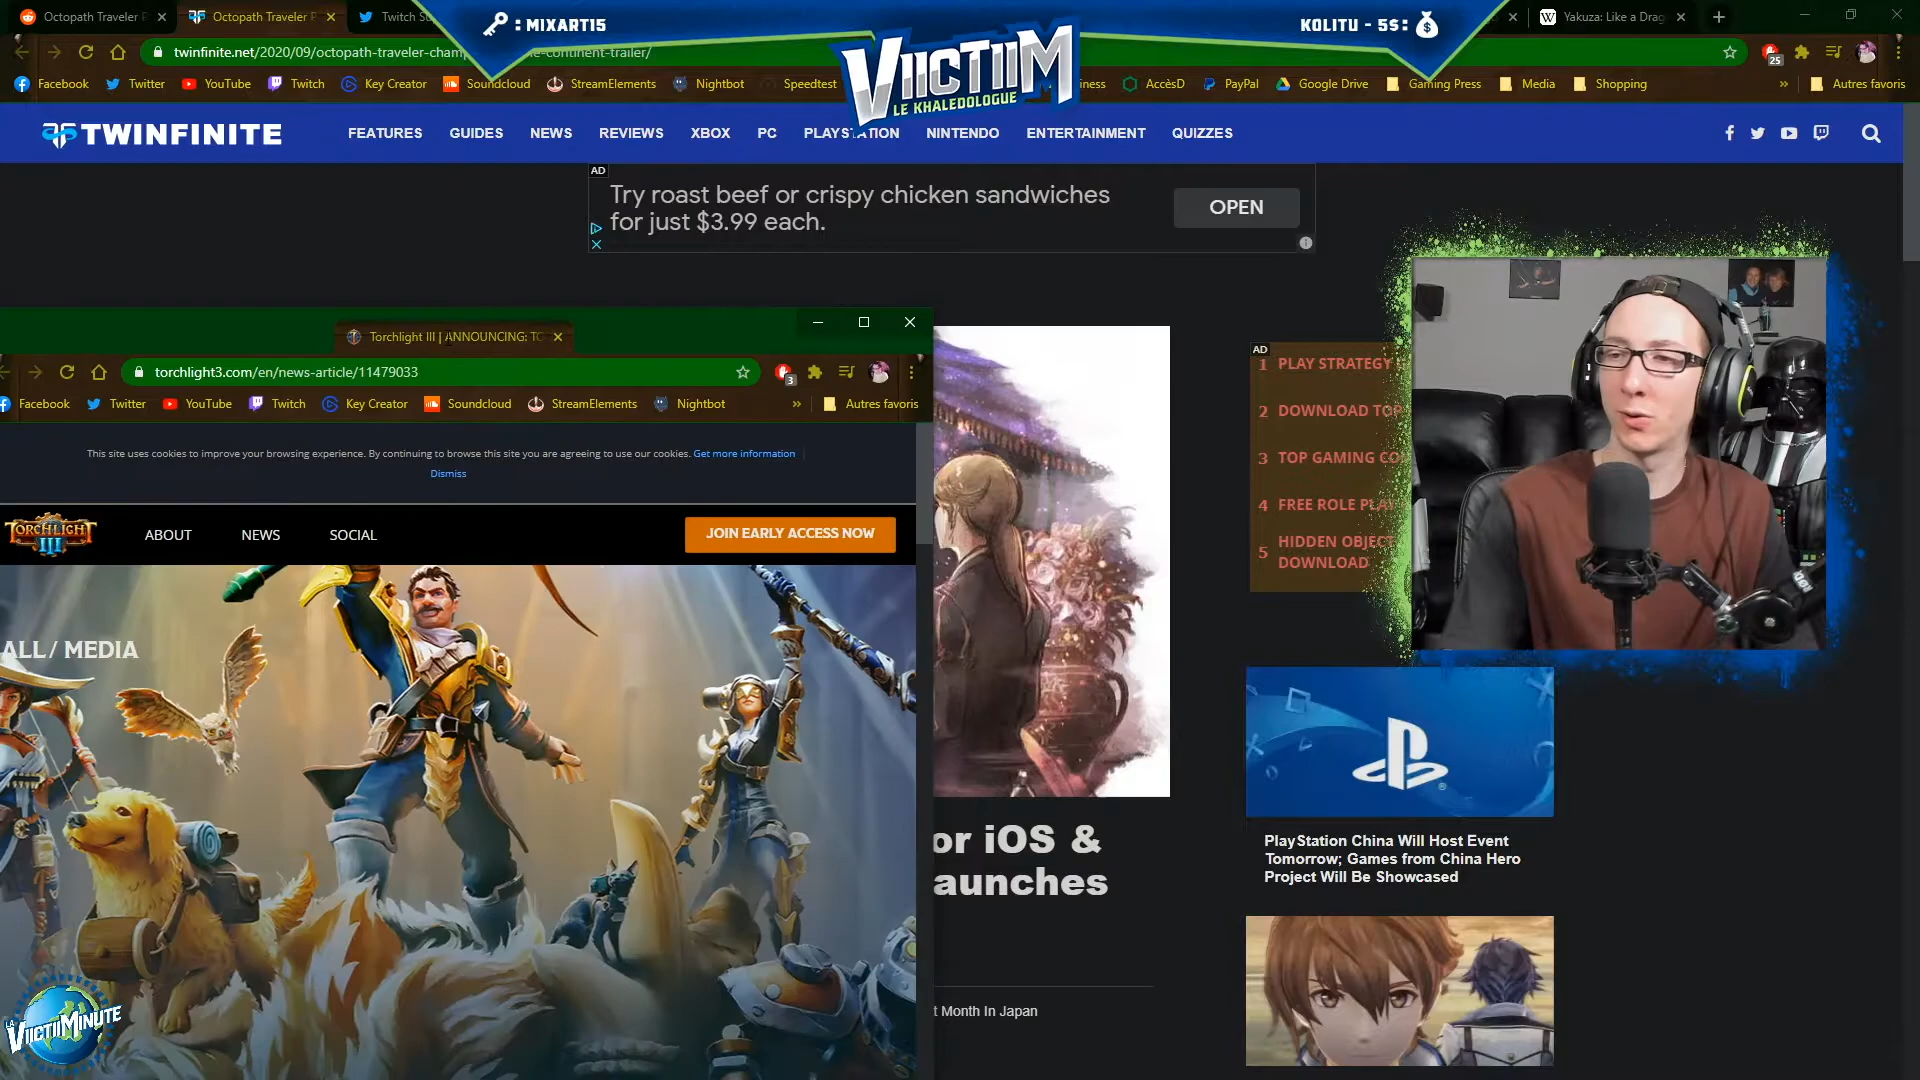 Octopath Traveler P
Octopath Traveler P
Twitch Su
Yakuza: Like a Drag
: MIXART15
KOLITU - 5$:
VIICTIIM
LE KHALEDOLOGUE
twinfinite.net/2020/09/octopath-traveler-champ
e-continent-trailer/
25
Facebook
Twitter
YouTube
Twitch
Key Creator
Soundcloud
StreamElements
Nightbot
Speedtest
iness
AccèsD
PayPal
Google Drive
Gaming Press
Media
Shopping
»
Autres favoris
TWINFINITE
FEATURES
GUIDES
NEWS
REVIEWS
XBOX
PC
PLAYSTATION
NINTENDO
ENTERTAINMENT
QUIZZES
AD
Try roast beef or crispy chicken sandwiches
for just $3.99 each.
OPEN
Torchlight III | ANNOUNCING: TO
torchlight3.com/en/news-article/11479033
3
Facebook
Twitter
YouTube
Twitch
Key Creator
Soundcloud
StreamElements
Nightbot
»
Autres favoris
This site uses cookies to improve your browsing experience. By continuing to browse this site you are agreeing to use our cookies. Get more information
Dismiss
TORCHLIGHT
III
ABOUT
NEWS
SOCIAL
JOIN EARLY ACCESS NOW
ALL / MEDIA
AD
1 PLAY STRATEGY
2 DOWNLOAD TOP
3 TOP GAMING CO
4 FREE ROLE PLAY
5 HIDDEN OBJECT
DOWNLOAD
or iOS &
aunches
t Month In Japan
PlayStation China Will Host Event
Tomorrow; Games from China Hero
Project Will Be Showcased
LA
VIICTIIMINUTE